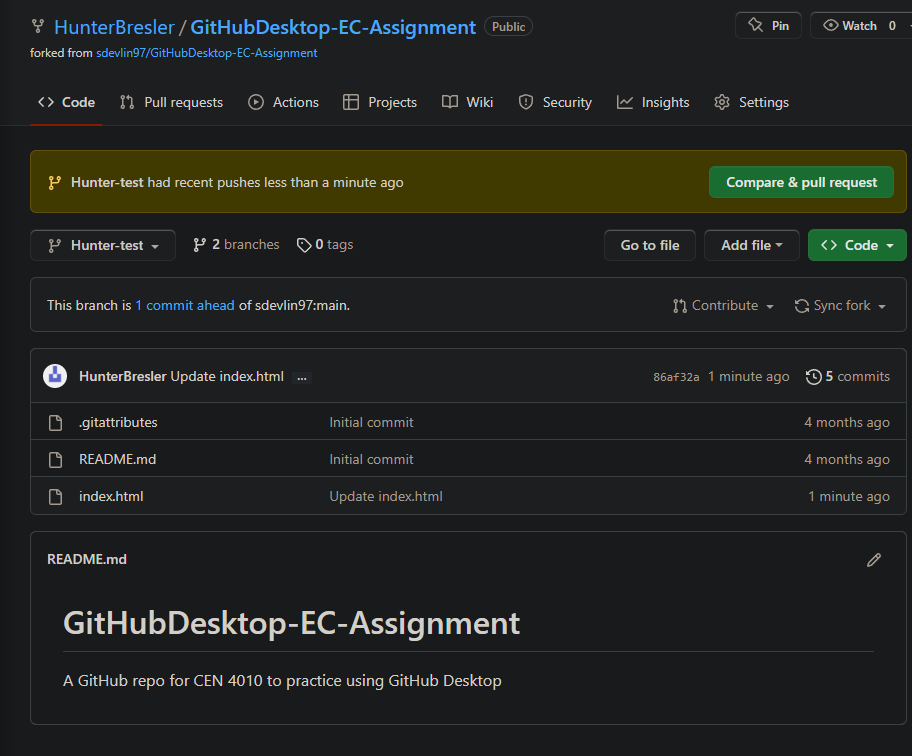 HunterBresler / GitHubDesktop-EC-Assignment Public Pin Watch 0
forked from sdevlin97/GitHubDesktop-EC-Assignment
Code Pull requests Actions Projects Wiki Security Insights Settings
Hunter-test had recent pushes less than a minute ago Compare & pull request
Hunter-test 2 branches 0 tags Go to file Add file Code
This branch is 1 commit ahead of sdevlin97:main. Contribute Sync fork
HunterBresler Update index.html ... 86af32a 1 minute ago 5 commits
.gitattributes Initial commit 4 months ago
README.md Initial commit 4 months ago
index.html Update index.html 1 minute ago
README.md
GitHubDesktop-EC-Assignment
A GitHub repo for CEN 4010 to practice using GitHub Desktop